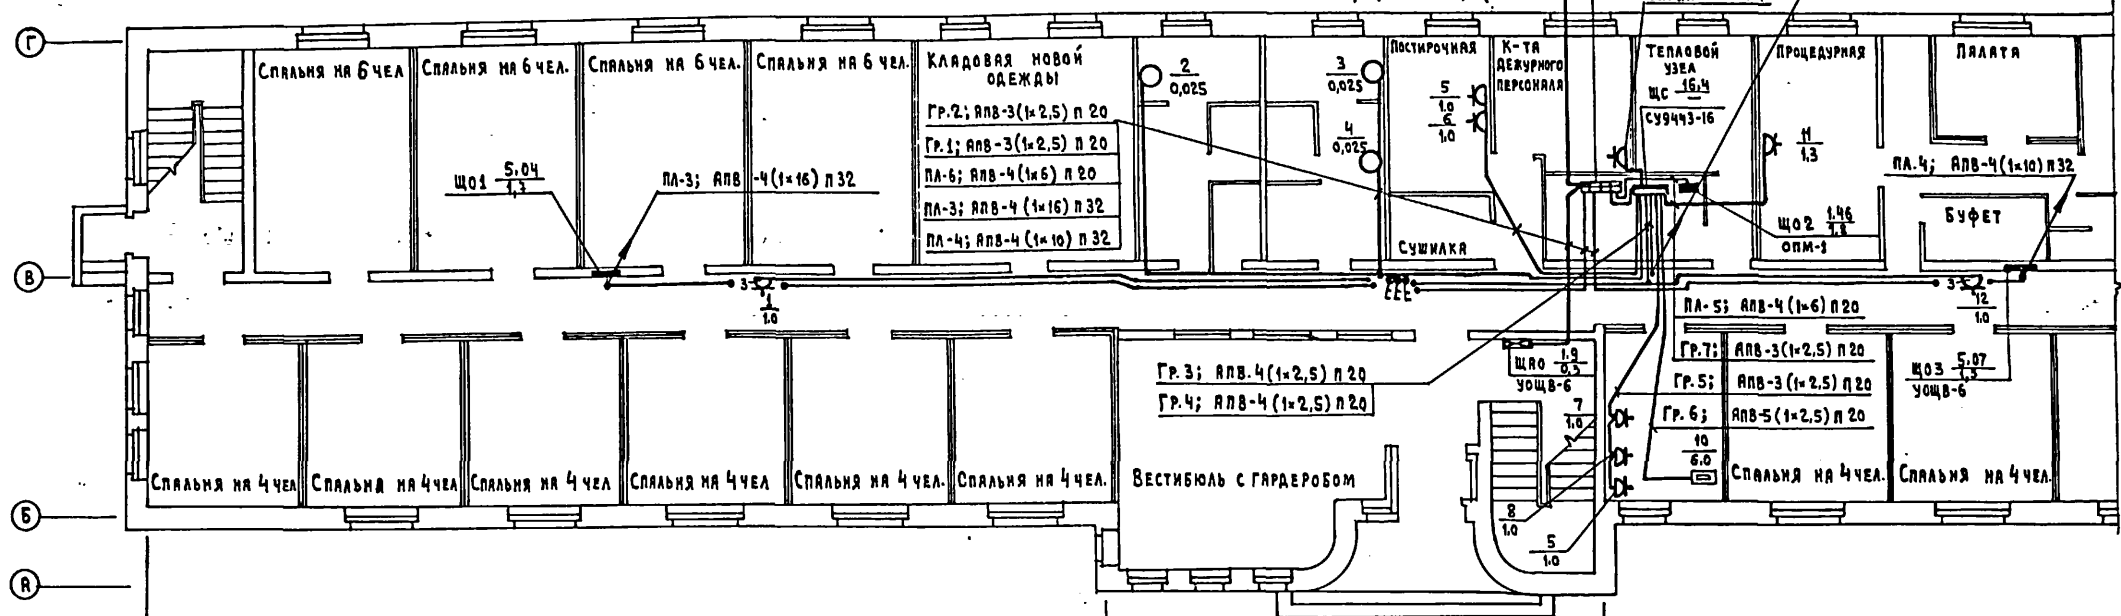 Г
Спальня на 6 чел
Спальня на 6 чел.
Спальня на 6 чел.
Спальня на 6 чел.
Кладовая новой
одежды
2
0,025
3
0,025
4
0,025
Постирочная
5
1.0
6
1.0
К-та
дежурного
персонала
Тепловой
узел
ЩС 16,4
СУ9443-16
Процедурная
11
1,3
Палата
Гр.2; АПВ-3(1×2,5) п 20
Гр.1; АПВ-3(1×2,5) п 20
ПЛ-6; АПВ-4(1×6) п 20
ПЛ-3; АПВ-4(1×16) п 32
ПЛ-4; АПВ-4(1×10) п 32
ЩО1 5.04
1,3
ПЛ-3; АПВ-4(1×16) п 32
ПЛ.4; АПВ-4(1×10) п 32
Буфет
ЩО2 1.46
1.8
ОПМ-1
Сушилка
В
3
1
1.0
3
12
1.0
ПЛ-5; АПВ-4(1×6) п 20
Гр.7; АПВ-3(1×2,5) п 20
Гр.5; АПВ-3(1×2,5) п 20
Гр.6; АПВ-5(1×2,5) п 20
Гр.3; АПВ.4(1×2,5) п 20
Гр.4; АПВ-4(1×2,5) п 20
ЩАО 1.9
0,3
УОЩВ-6
ЩО3 5.07
1,3
УОЩВ-6
7
1.0
10
6.0
8
1.0
5
1.0
Спальня на 4 чел
Спальня на 4 чел
Спальня на 4 чел
Спальня на 4 чел
Спальня на 4 чел.
Спальня на 4 чел.
Вестибюль с гардеробом
Спальня на 4 чел.
Спальня на 4 чел.
Б
А